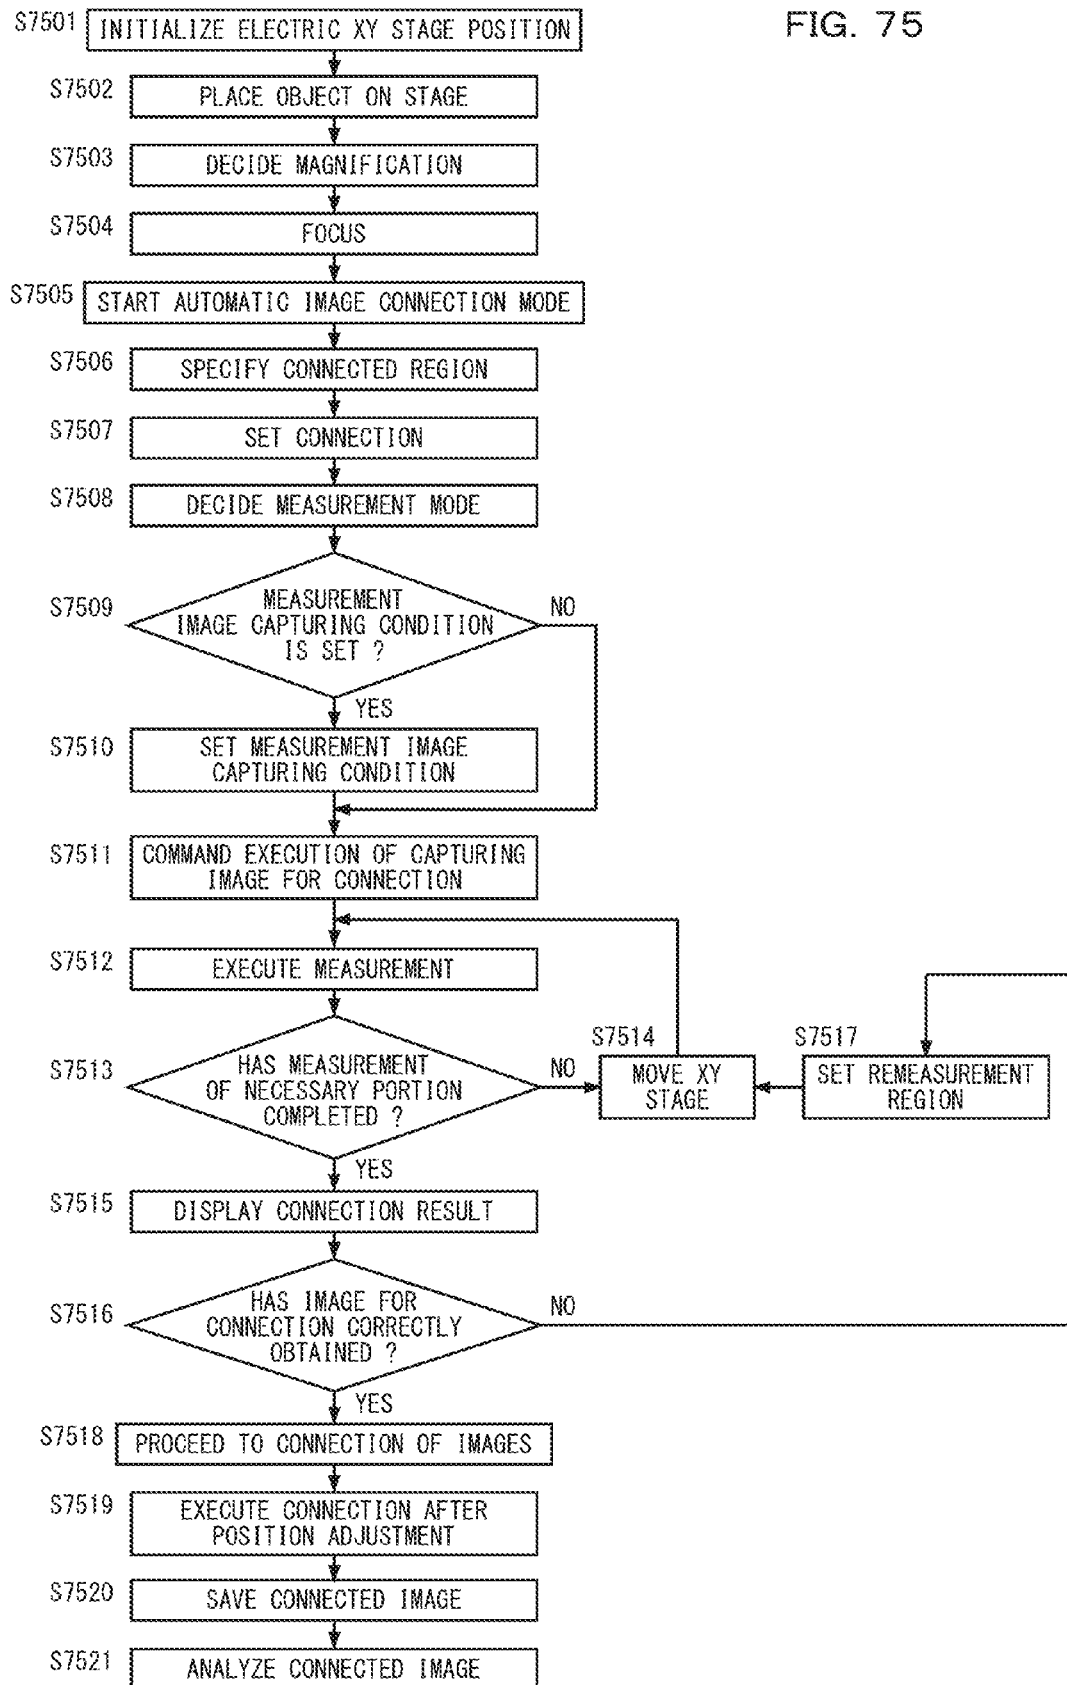 FIG. 75
S7501 INITIALIZE ELECTRIC XY STAGE POSITION
S7502 PLACE OBJECT ON STAGE
S7503 DECIDE MAGNIFICATION
S7504 FOCUS
S7505 START AUTOMATIC IMAGE CONNECTION MODE
S7506 SPECIFY CONNECTED REGION
S7507 SET CONNECTION
S7508 DECIDE MEASUREMENT MODE
S7509
MEASUREMENT
IMAGE CAPTURING CONDITION
IS SET ?
NO
YES
S7510
SET MEASUREMENT IMAGE
CAPTURING CONDITION
S7511
COMMAND EXECUTION OF CAPTURING
IMAGE FOR CONNECTION
S7512 EXECUTE MEASUREMENT
S7513
HAS MEASUREMENT
OF NECESSARY PORTION
COMPLETED ?
NO
S7514
MOVE XY
STAGE
S7517
SET REMEASUREMENT
REGION
YES
S7515 DISPLAY CONNECTION RESULT
S7516
HAS IMAGE FOR
CONNECTION CORRECTLY
OBTAINED ?
NO
YES
S7518 PROCEED TO CONNECTION OF IMAGES
S7519
EXECUTE CONNECTION AFTER
POSITION ADJUSTMENT
S7520 SAVE CONNECTED IMAGE
S7521 ANALYZE CONNECTED IMAGE